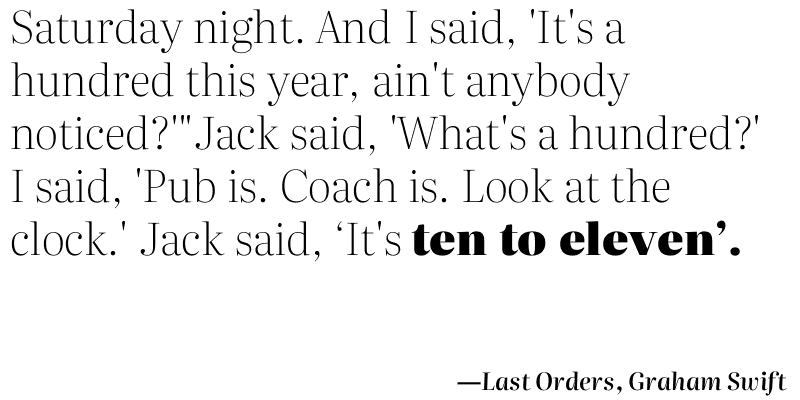 Saturday night. And I said, 'It's a
hundred this year, ain't anybody
noticed?'"Jack said, 'What's a hundred?'
I said, 'Pub is. Coach is. Look at the
clock.' Jack said, ‘It's ten to eleven’.
—Last Orders, Graham Swift